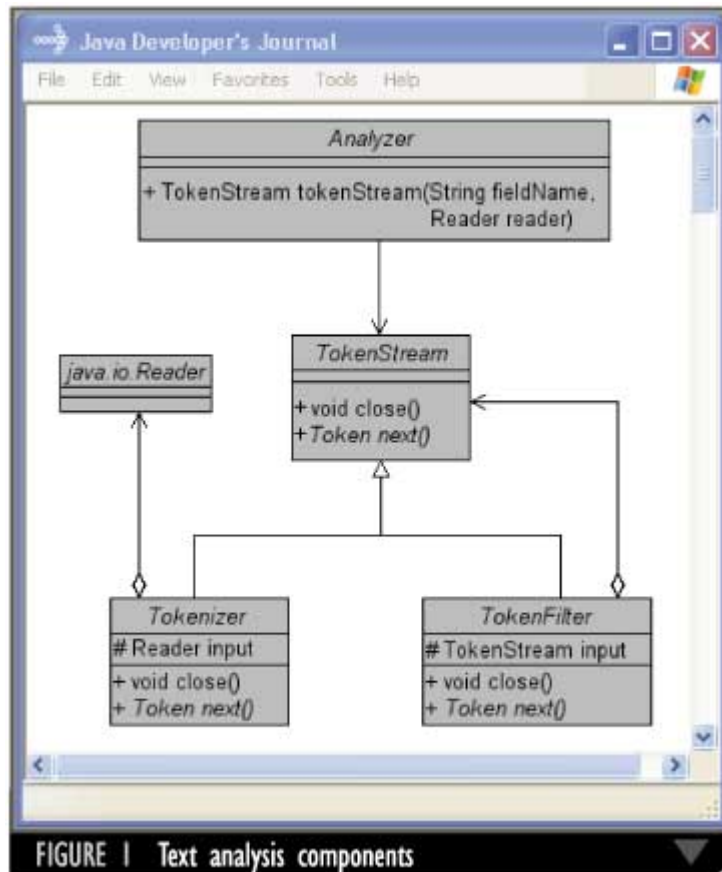 Java Developer's Journal
File Edit View Favorites Tools Help
Analyzer
+ TokenStream tokenStream(String fieldName,
Reader reader)
TokenStream
+ void close()
+ Token next()
java.io.Reader
Tokenizer
# Reader input
+ void close()
+ Token next()
TokenFilter
# TokenStream input
+ void close()
+ Token next()
FIGURE 1 Text analysis components